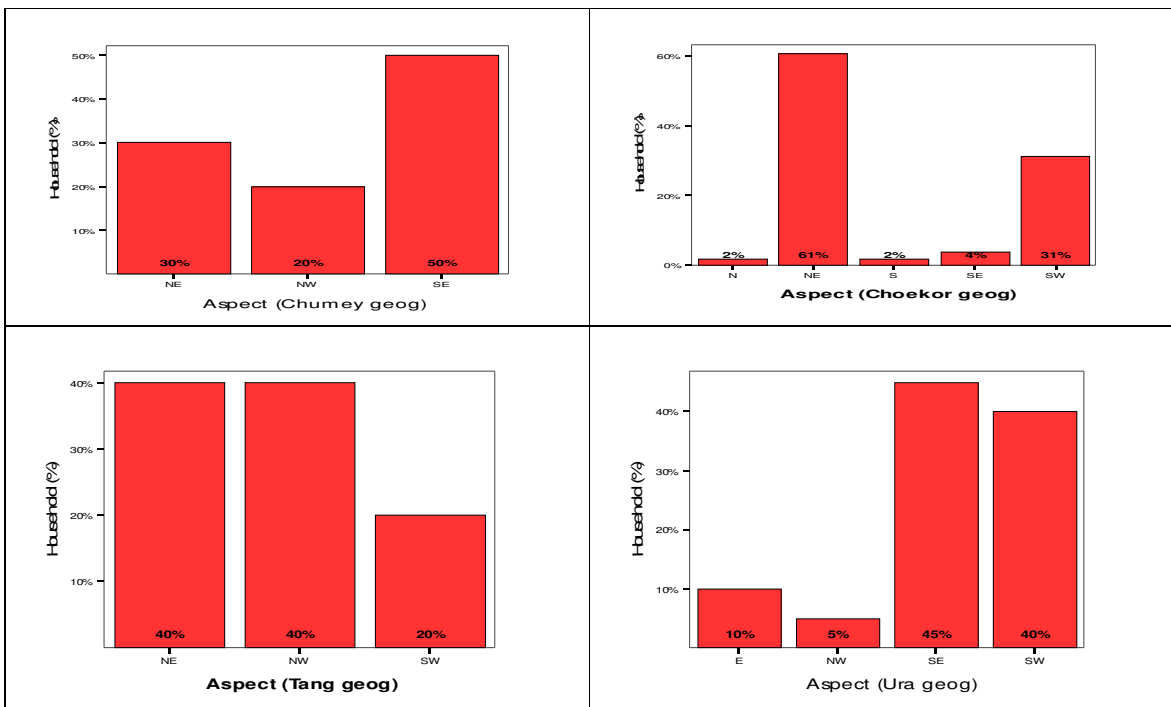 50%
40%
30%
20%
10%
Household (%)
30% 20% 50%
NE NW SE
Aspect (Chumey geog)
60%
40%
20%
0%
Household (%)
2% 61% 2% 4% 31%
N NE S SE SW
Aspect (Choekor geog)
40%
30%
20%
10%
Household (%)
40% 40% 20%
NE NW SW
Aspect (Tang geog)
40%
30%
20%
10%
Household (%)
10% 5% 45% 40%
E NW SE SW
Aspect (Ura geog)